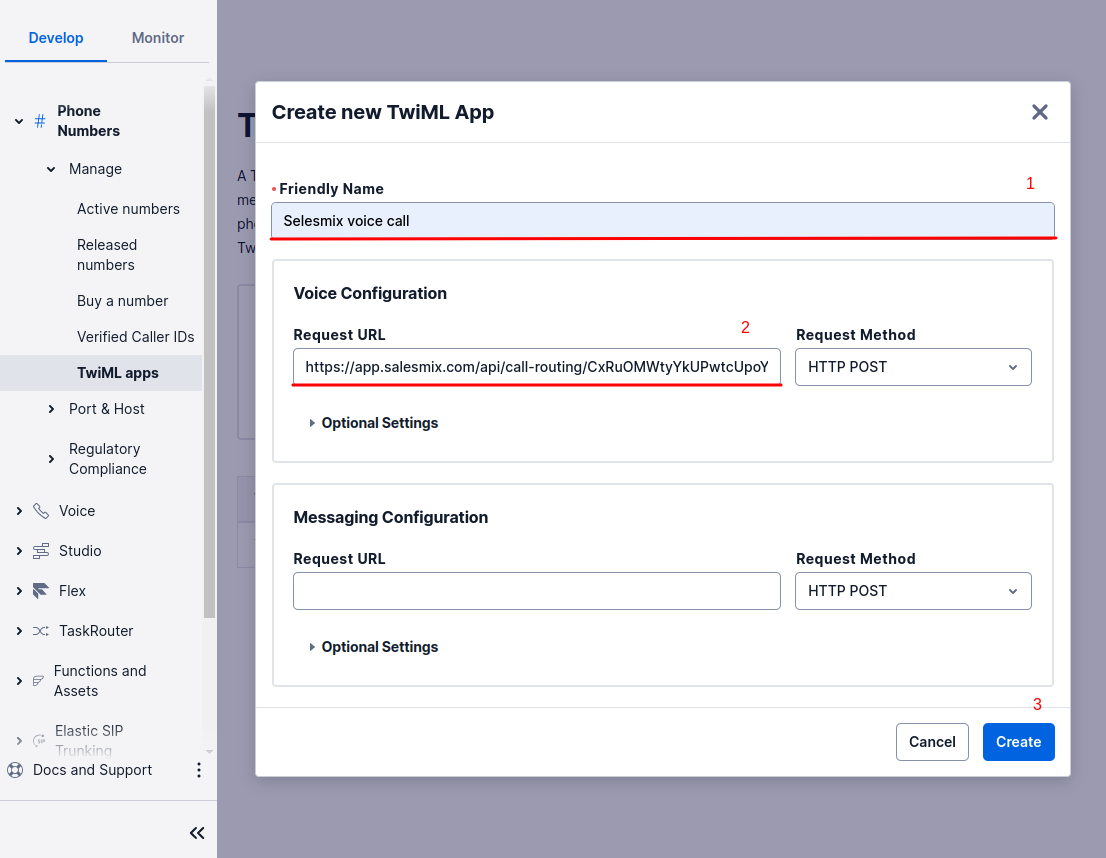 Develop
Monitor
Phone
Numbers
Manage
Active numbers
Released
numbers
Buy a number
Verified Caller IDs
TwiML apps
Port & Host
Regulatory
Compliance
Voice
Studio
Flex
TaskRouter
Functions and
Assets
Elastic SIP
Trunking
Docs and Support
T
A T
me
pho
Tw
Create new TwiML App
Friendly Name
1
Selesmix voice call
Voice Configuration
Request URL
2
Request Method
https://app.salesmix.com/api/call-routing/CxRuOMWtyYkUPwtcUpoY
HTTP POST
Optional Settings
Messaging Configuration
Request URL
Request Method
HTTP POST
Optional Settings
3
Cancel
Create